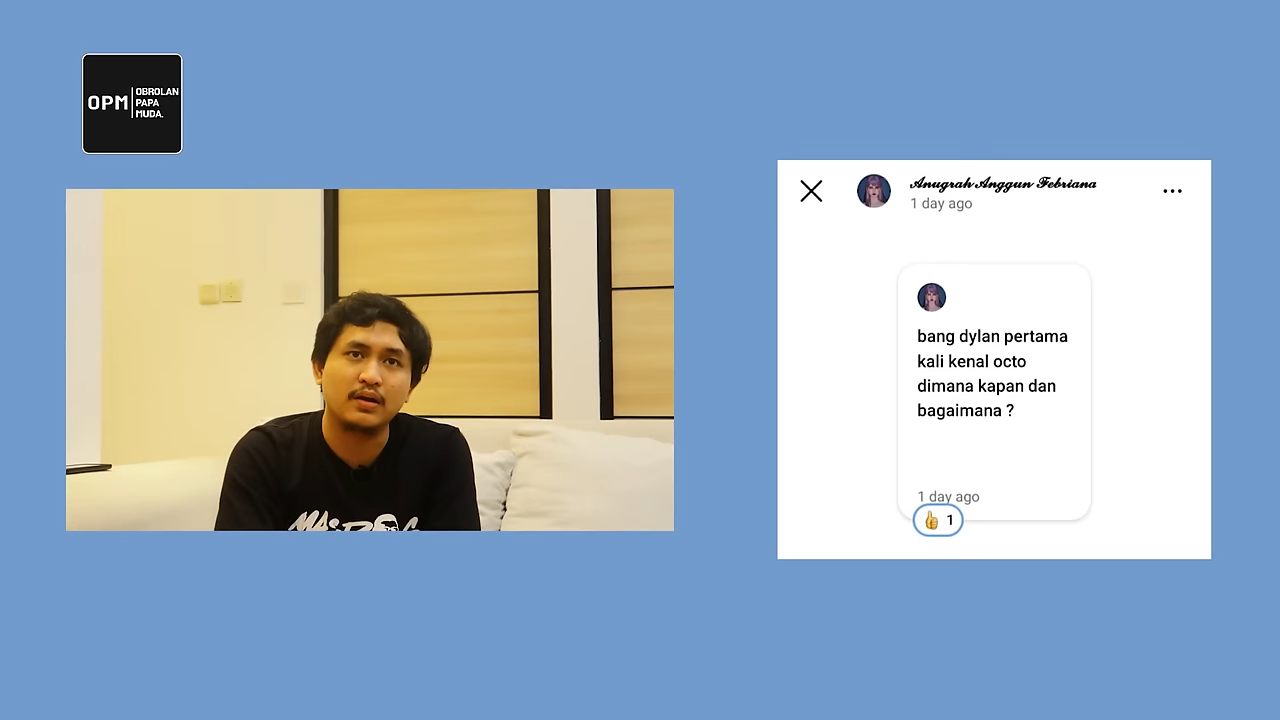 OPM
OBROLAN
PAPA
MUDA.
Anugrah Anggun Febriana
1 day ago
bang dylan pertama
kali kenal octo
dimana kapan dan
bagaimana ?
1 day ago
👍 1